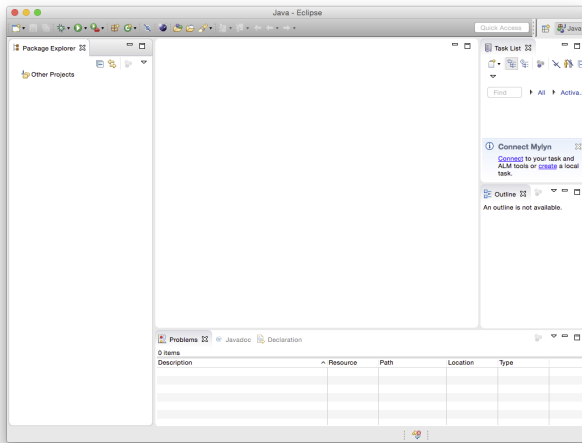 Java - Eclipse
Quick Access
Java
Package Explorer
Other Projects
Task List
Find
All
Activa...
Connect Mylyn
Connect to your task and
ALM tools or create a local
task.
Outline
An outline is not available.
Problems
Javadoc
Declaration
0 items
Description
Resource
Path
Location
Type